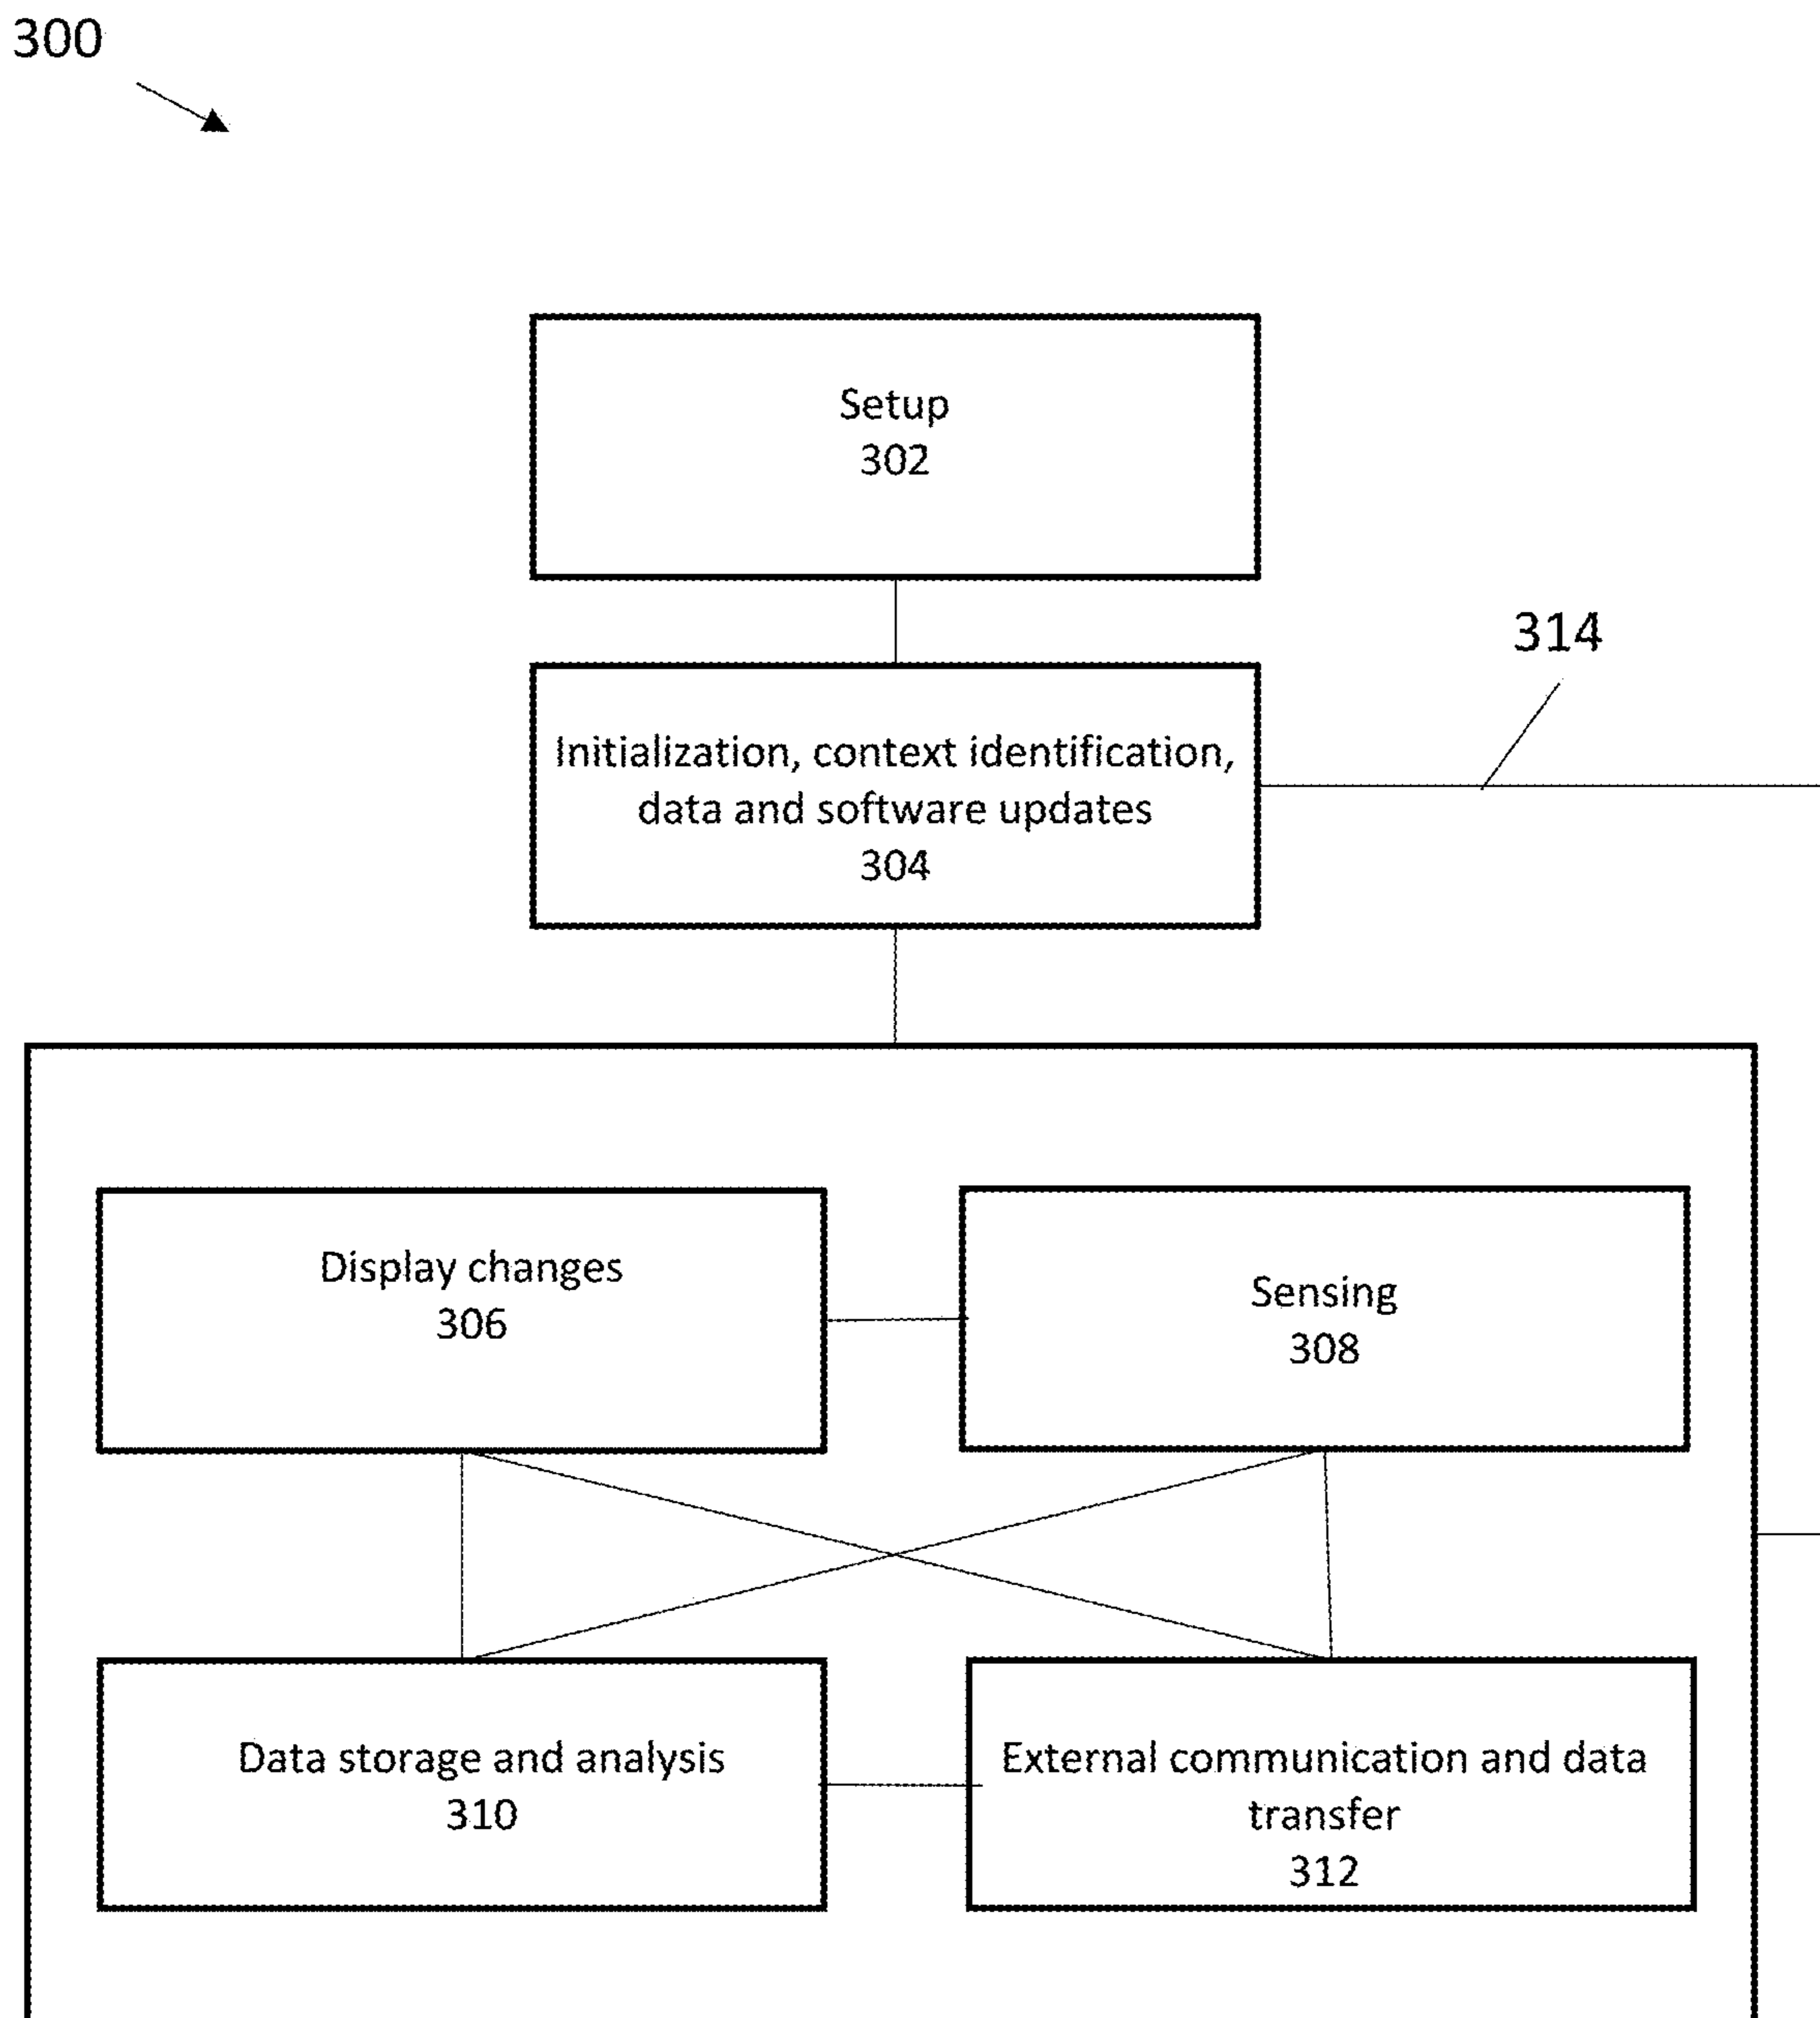 300
Setup
302
314
Initialization, context identification,
data and software updates
304
Display changes
306
Sensing
308
Data storage and analysis
310
External communication and data
transfer
312